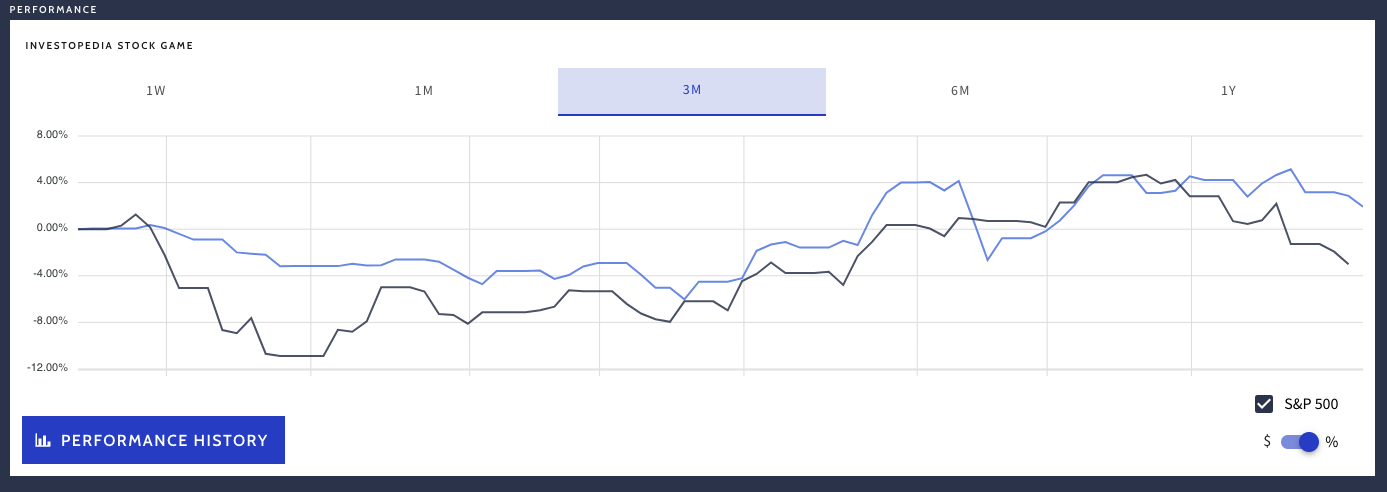 PERFORMANCE
INVESTOPEDIA STOCK GAME
1W 1M 3M 6M 1Y
8.00%
4.00%
0.00%
-4.00%
-8.00%
-12.00%
S&P 500
PERFORMANCE HISTORY
$ %